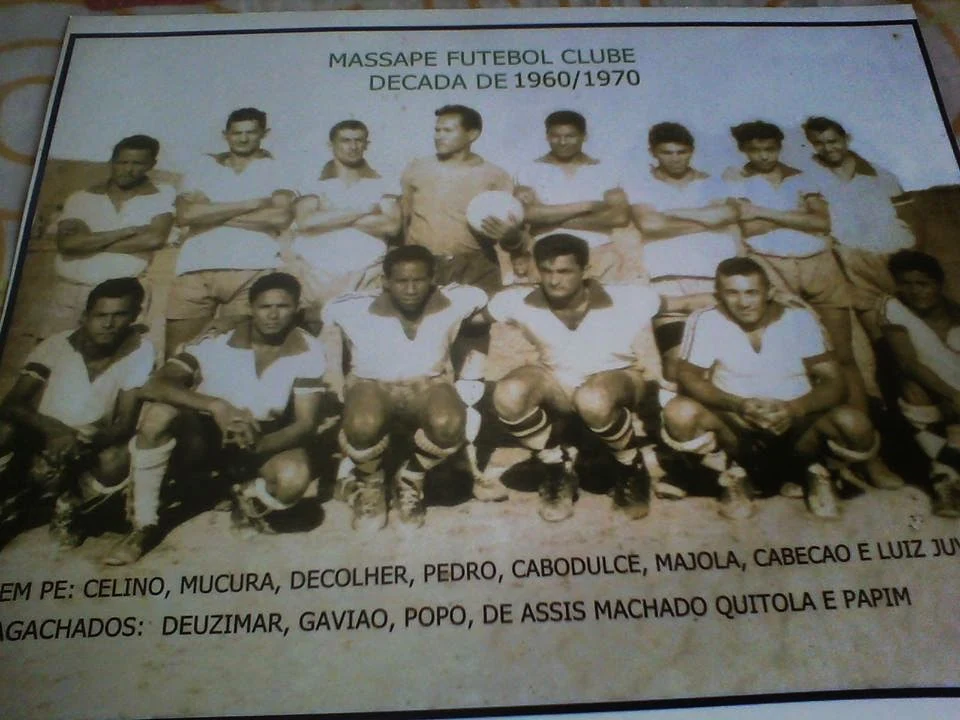 MASSAPE FUTEBOL CLUBE
DECADA DE 1960/1970
EM PE: CELINO, MUCURA, DECOLHER, PEDRO, CABODULCE, MAJOLA, CABECAO E LUIZ
AGACHADOS: DEUZIMAR, GAVIAO, POPO, DE ASSIS MACHADO QUITOLA E PAPIM